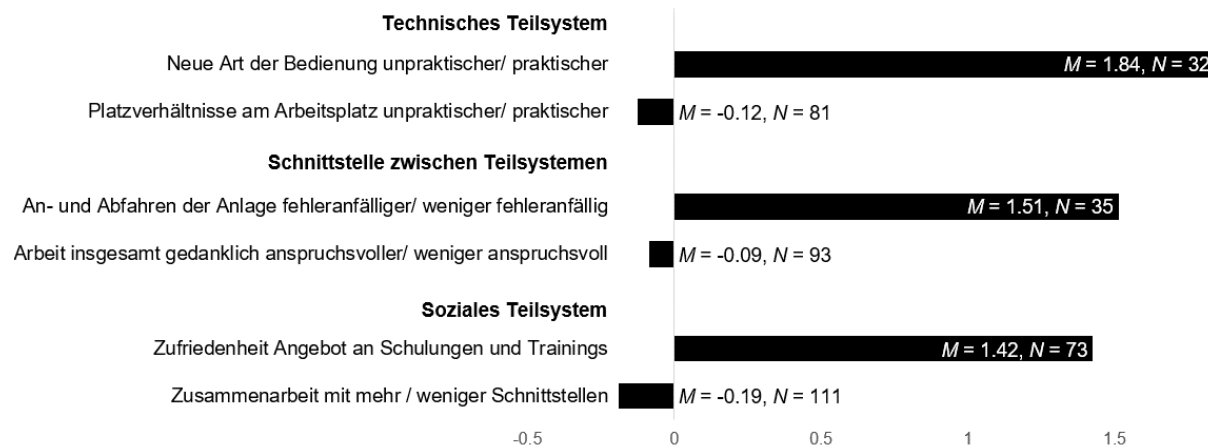 Technisches Teilsystem
Neue Art der Bedienung unpraktischer/ praktischer
M = 1.84, N = 32
Platzverhältnisse am Arbeitsplatz unpraktischer/ praktischer
M = -0.12, N = 81
Schnittstelle zwischen Teilsystemen
An- und Abfahren der Anlage fehleranfälliger/ weniger fehleranfällig
M = 1.51, N = 35
Arbeit insgesamt gedanklich anspruchsvoller/ weniger anspruchsvoll
M = -0.09, N = 93
Soziales Teilsystem
Zufriedenheit Angebot an Schulungen und Trainings
M = 1.42, N = 73
Zusammenarbeit mit mehr / weniger Schnittstellen
M = -0.19, N = 111
-0.5 0 0.5 1 1.5